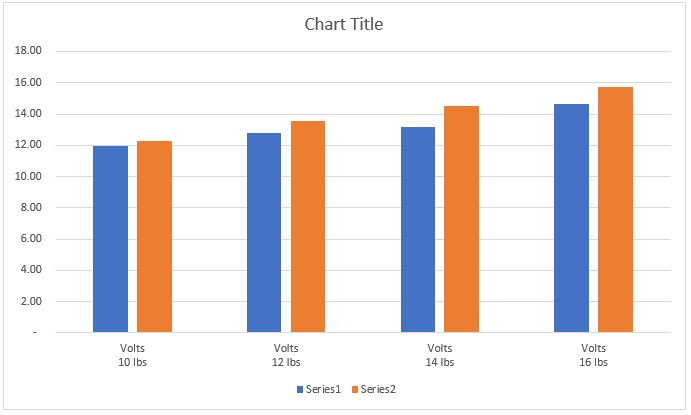 Chart Title
18.00
16.00
14.00
12.00
10.00
8.00
6.00
4.00
2.00
-
Volts Volts Volts Volts
10 lbs 12 lbs 14 lbs 16 lbs
Series1 Series2